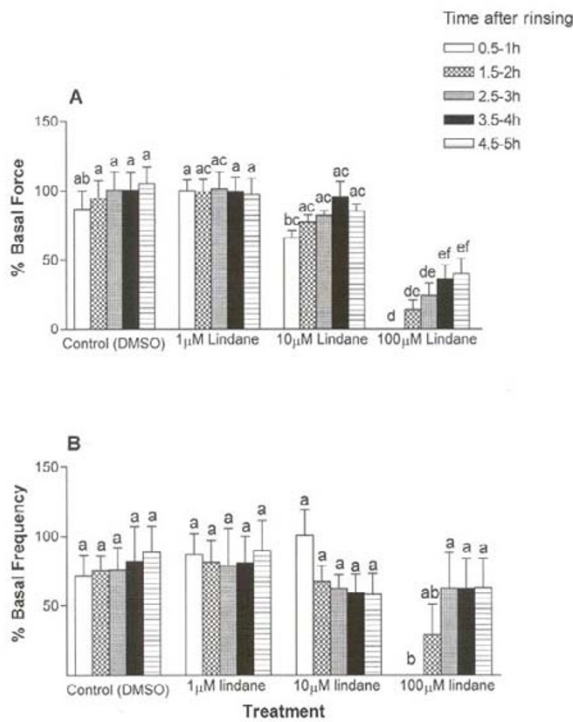 Time after rinsing
0.5-1h
1.5-2h
2.5-3h
3.5-4h
4.5-5h
A
150
100
50
0
% Basal Force
ab a a a a
a ac ac a a
bc ac ac ac ac
d de de ef ef
Control (DMSO) 1μM Lindane 10μM Lindane 100μM Lindane
B
150
100
50
% Basal Frequency
a a a a a
a a a a a
a a a a a
b ab a a a
Control (DMSO) 1μM lindane 10μM lindane 100μM lindane
Treatment